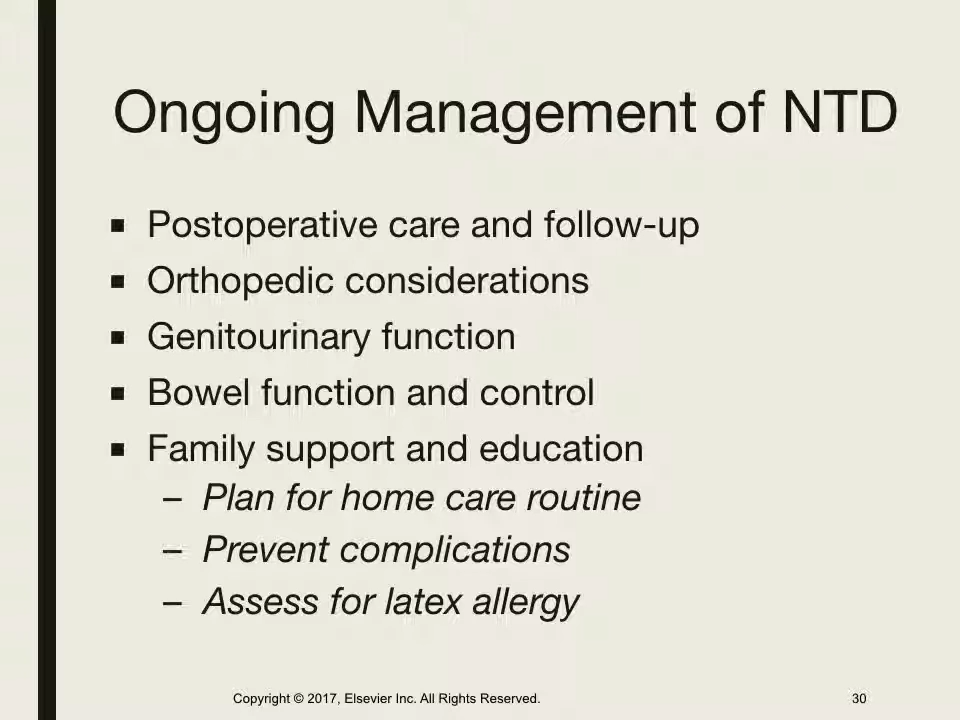 Ongoing Management of NTD
▪ Postoperative care and follow-up
▪ Orthopedic considerations
▪ Genitourinary function
▪ Bowel function and control
▪ Family support and education
– Plan for home care routine
– Prevent complications
– Assess for latex allergy
Copyright © 2017, Elsevier Inc. All Rights Reserved. 30